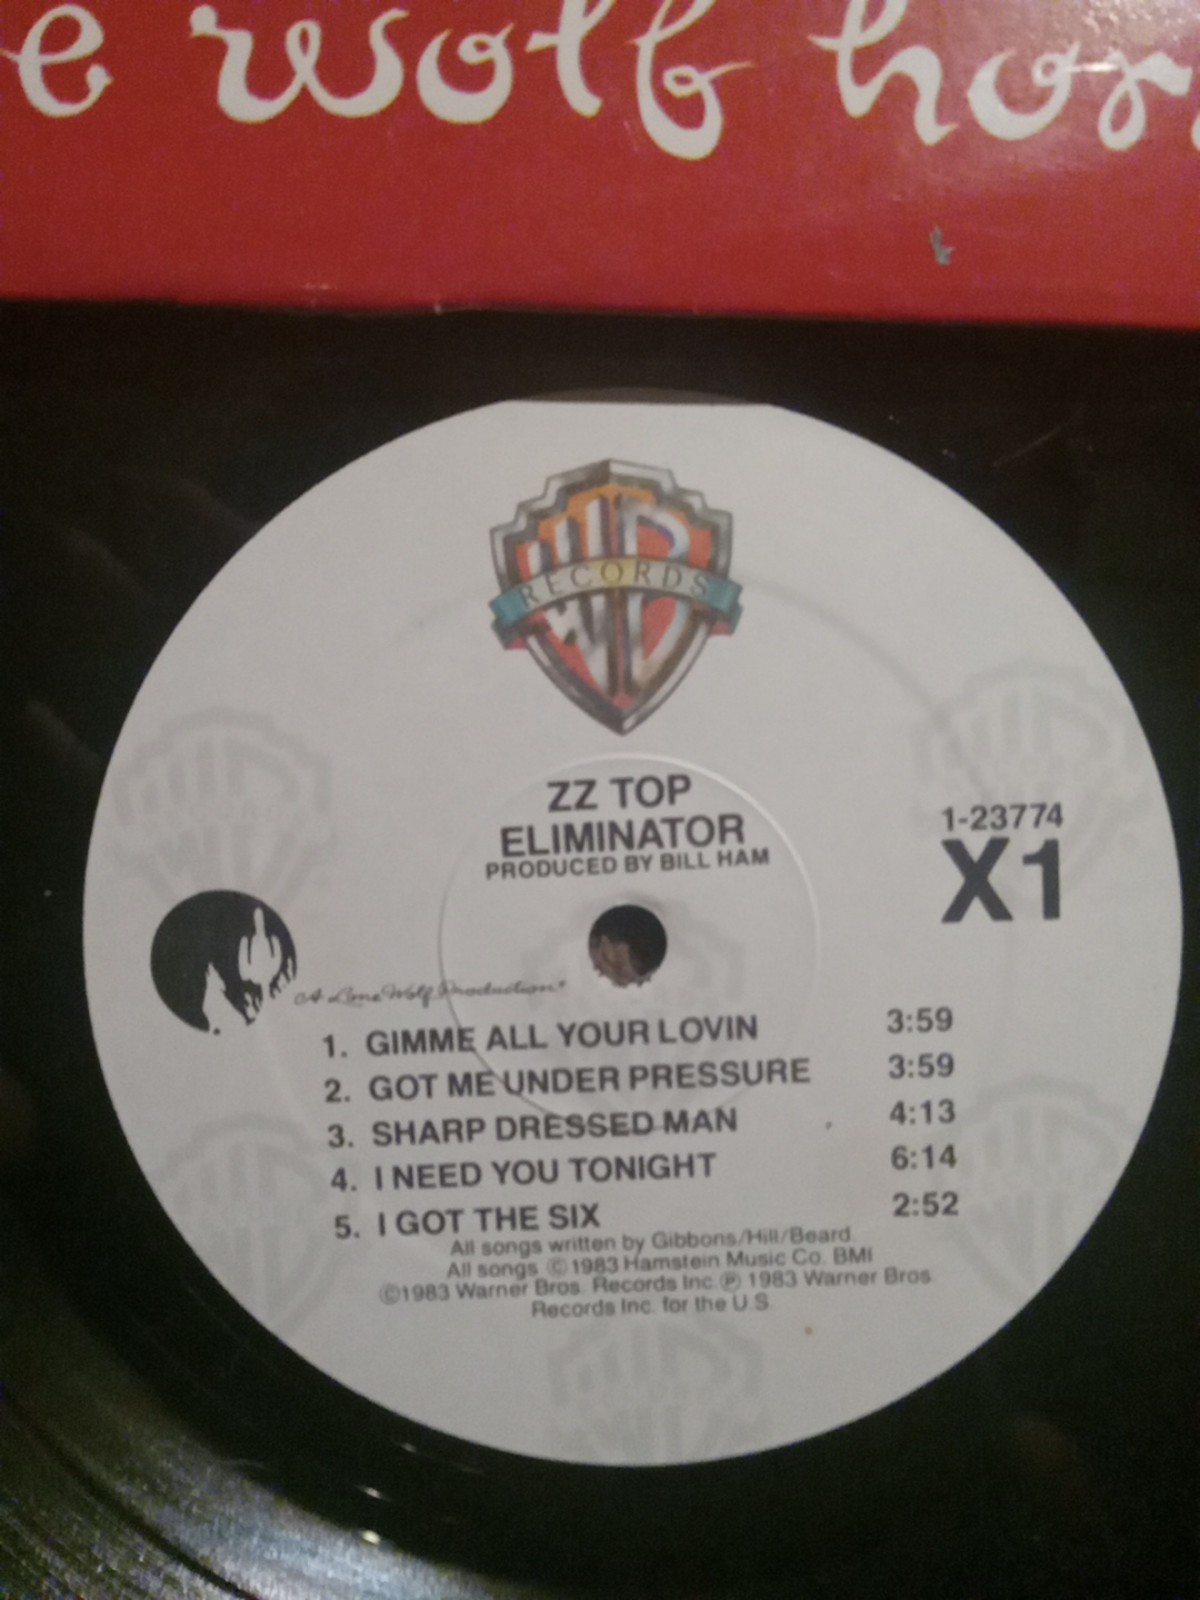 e wolf hor
WB
RECORDS
ZZ TOP
ELIMINATOR
PRODUCED BY BILL HAM
1-23774
X1
A Lone Wolf Production
1. GIMME ALL YOUR LOVIN 3:59
2. GOT ME UNDER PRESSURE 3:59
3. SHARP DRESSED MAN 4:13
4. I NEED YOU TONIGHT 6:14
5. I GOT THE SIX 2:52
All songs written by Gibbons/Hill/Beard.
All songs ©1983 Hamstein Music Co. BMI
©1983 Warner Bros. Records Inc.℗ 1983 Warner Bros.
Records Inc. for the U.S.